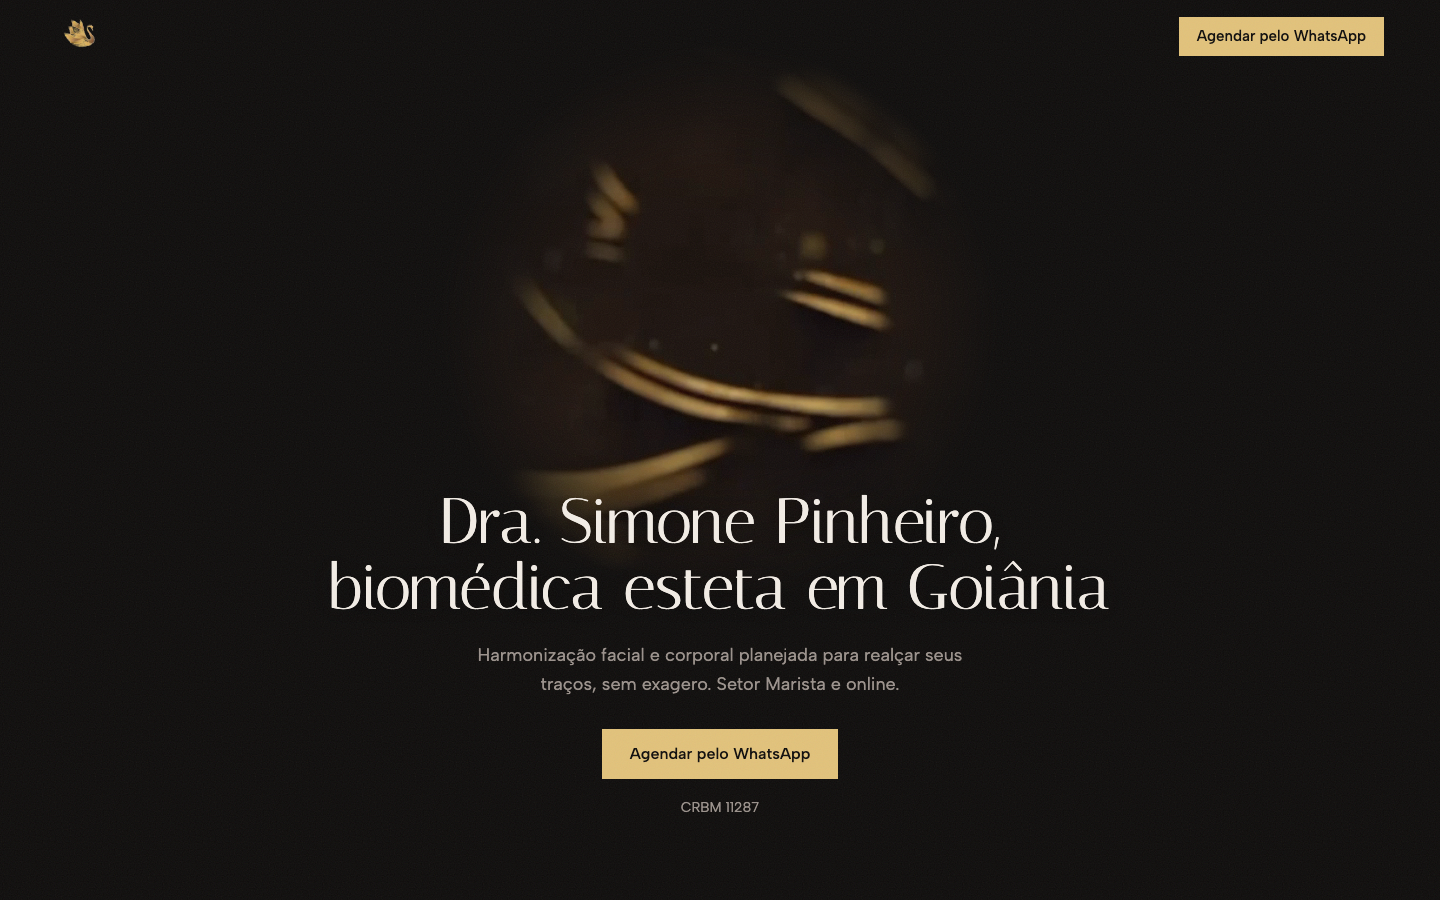 Agendar pelo WhatsApp
Dra. Simone Pinheiro,
biomédica esteta em Goiânia
Harmonização facial e corporal planejada para realçar seus
traços, sem exagero. Setor Marista e online.
Agendar pelo WhatsApp
CRBM 11287